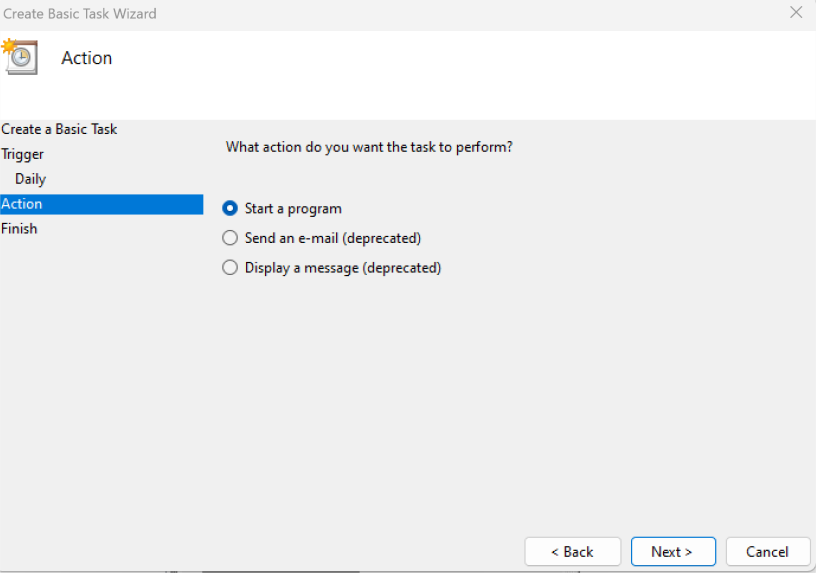 Create Basic Task Wizard
Action
Create a Basic Task
Trigger
Daily
Action
Finish
What action do you want the task to perform?
Start a program
Send an e-mail (deprecated)
Display a message (deprecated)
< Back
Next >
Cancel